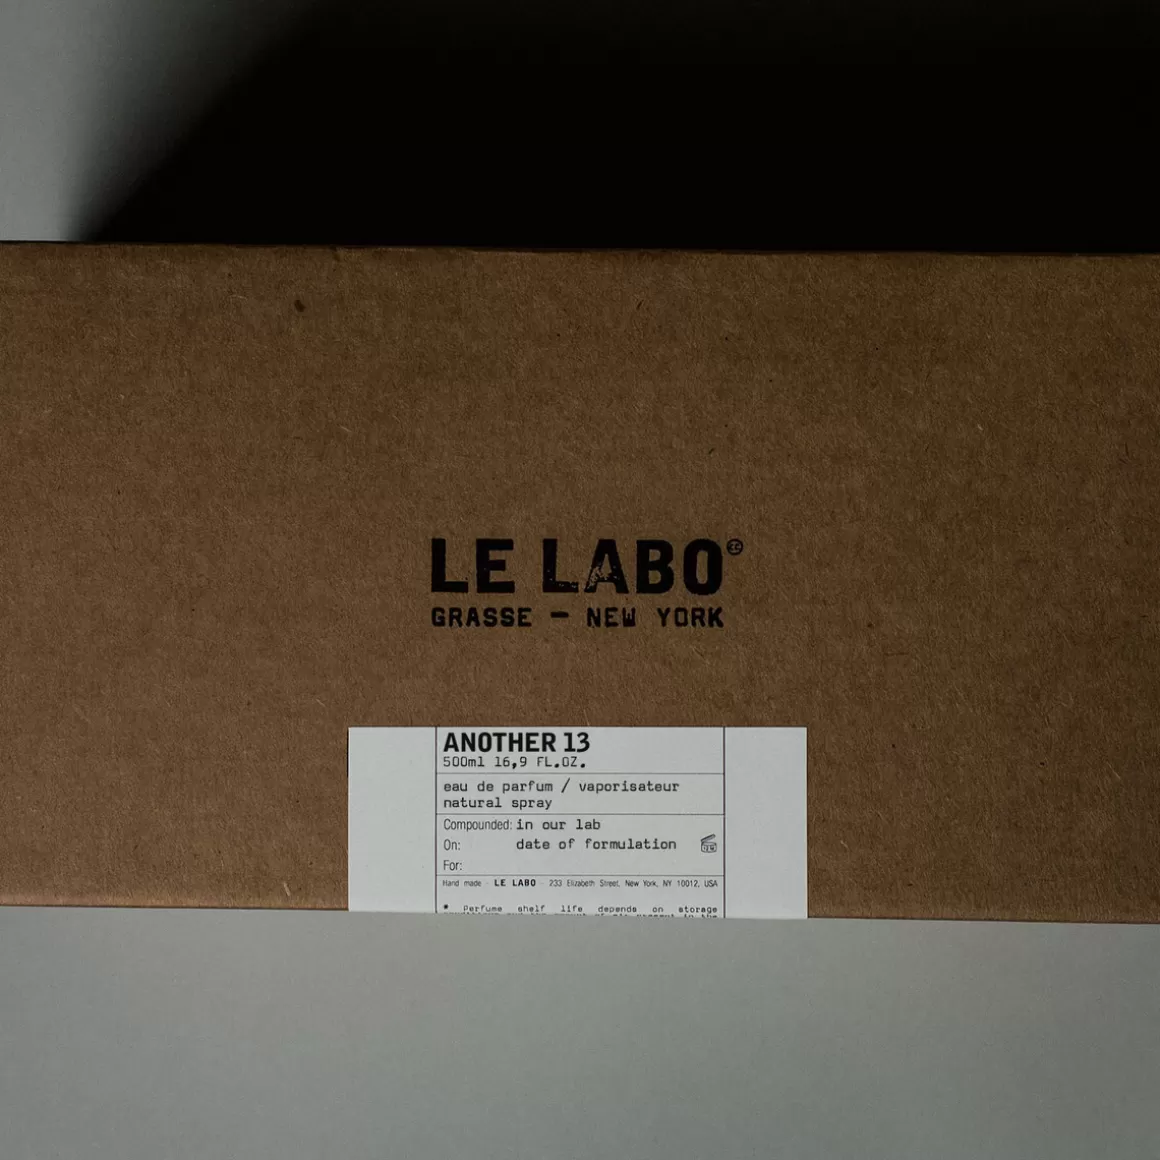 LE LABO
GRASSE — NEW YORK
ANOTHER 13
500ml 16,9 FL.OZ.
eau de parfum / vaporisateur
natural spray
Compounded: in our lab
On: date of formulation
For:
Hand made - LE LABO - 233 Elizabeth Street, New York, NY 10012, USA
* Perfume shelf life depends on storage